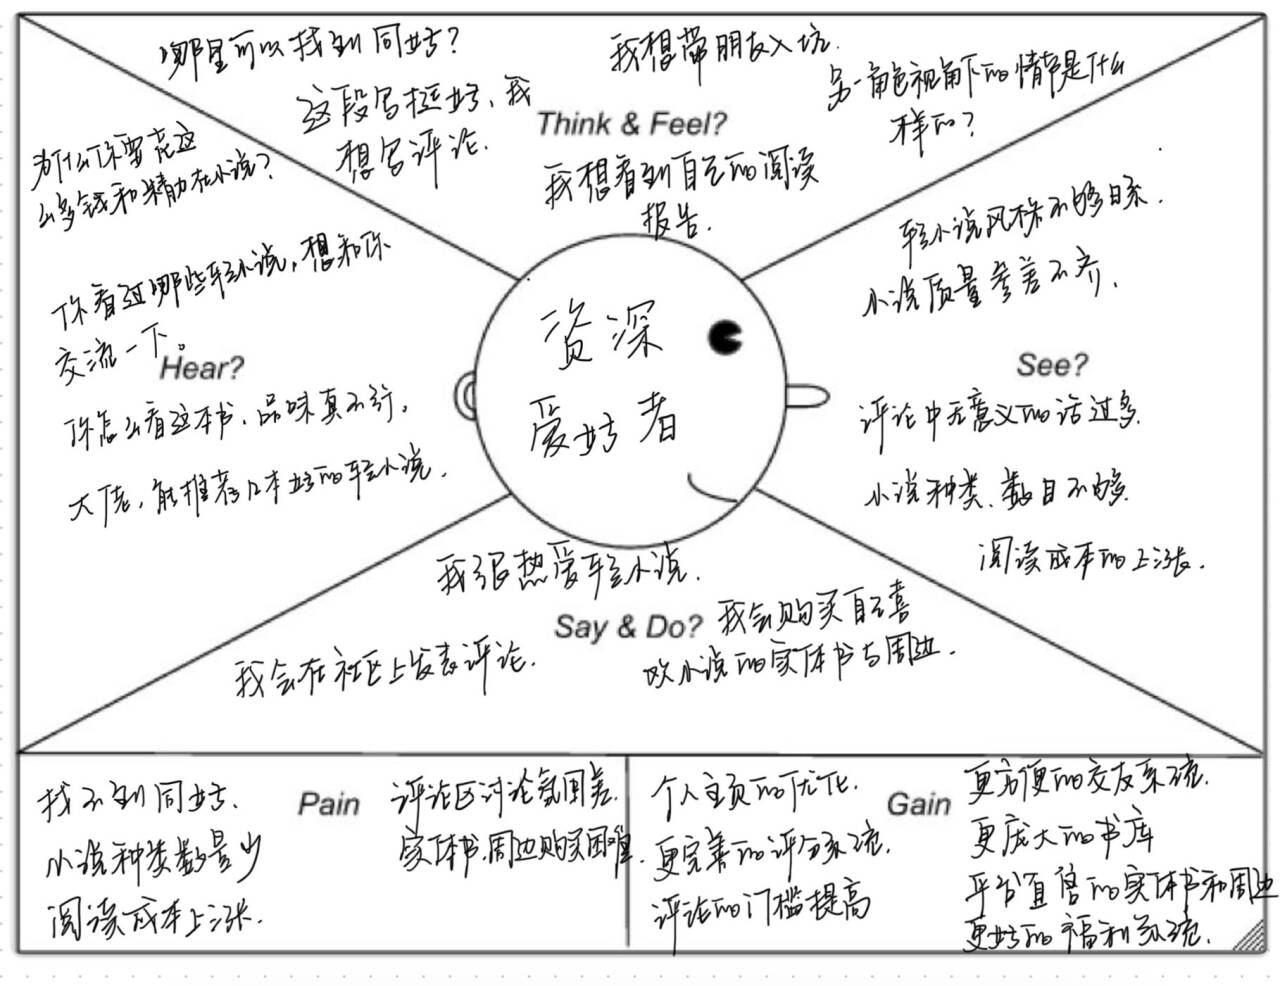 哪里可以找到同好？
我想带朋友入坑.
这段写挺好、我
想写评论.
Think & Feel?
另一角色视角下的情节是什么
样的？
我想看到自己的阅读
报告.
为什么你要花这
么多钱和精力在小说？
你看过哪些轻小说，想和你
交流一下。
Hear?
你怎么看这本书、品味真不行，
大佬，能推荐几本好的轻小说.
资深
爱好者
轻小说风格不够日系.
小说质量参差不齐，
See?
评论中无意义的话过多.
小说种类、数目不够.
阅读成本的上涨.
我很热爱轻小说.
Say & Do?
我会在社区上发表评论.
我会购买自己喜
欢小说的实体书与周边.
Pain
找不到同好.
小说种类数量少
阅读成本上涨.
评论区讨论氛围差.
实体书、周边购买困难.
Gain
个人主页的优化.
更完善的评分系统.
评论的门槛提高
更方便的交友系统.
更庞大的书库
平台直营的实体书和周边
更好的福利系统.